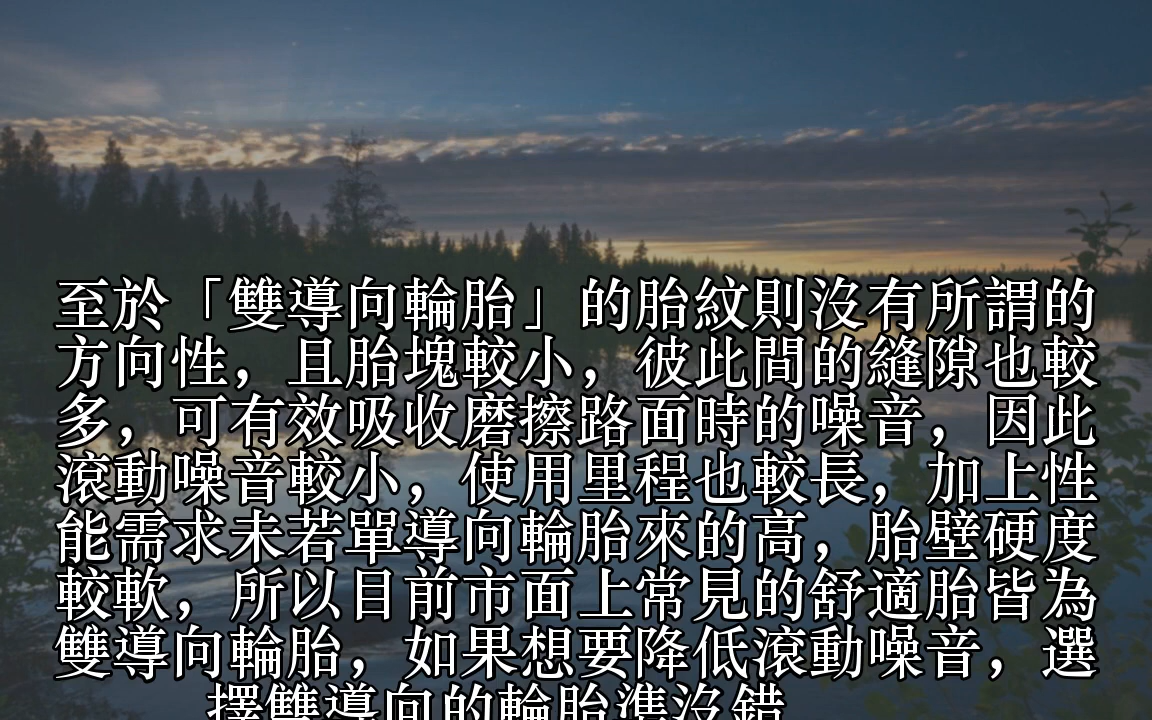 至於「雙導向輪胎」的胎紋則沒有所謂的
方向性，且胎塊較小，彼此間的縫隙也較
多，可有效吸收磨擦路面時的噪音，因此
滾動噪音較小，使用里程也較長，加上性
能需求未若單導向輪胎來的高，胎壁硬度
較軟，所以目前市面上常見的舒適胎皆為
雙導向輪胎，如果想要降低滾動噪音，選
擇雙導向的輪胎準沒錯